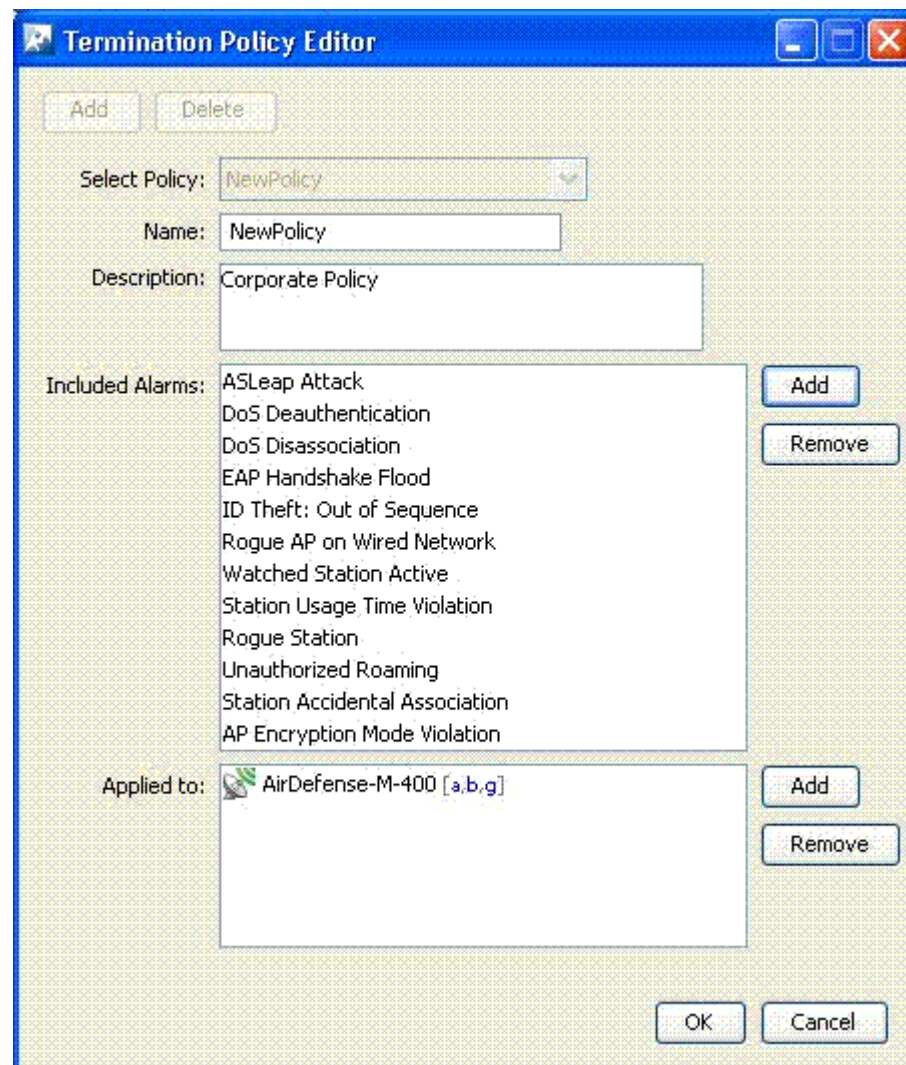 Termination Policy Editor
Add Delete
Select Policy: NewPolicy
Name: NewPolicy
Description: Corporate Policy
Included Alarms: ASLeap Attack Add
DoS Deauthentication
DoS Disassociation Remove
EAP Handshake Flood
ID Theft: Out of Sequence
Rogue AP on Wired Network
Watched Station Active
Station Usage Time Violation
Rogue Station
Unauthorized Roaming
Station Accidental Association
AP Encryption Mode Violation
Applied to: AirDefense-M-400 [a,b,g] Add
Remove
OK Cancel